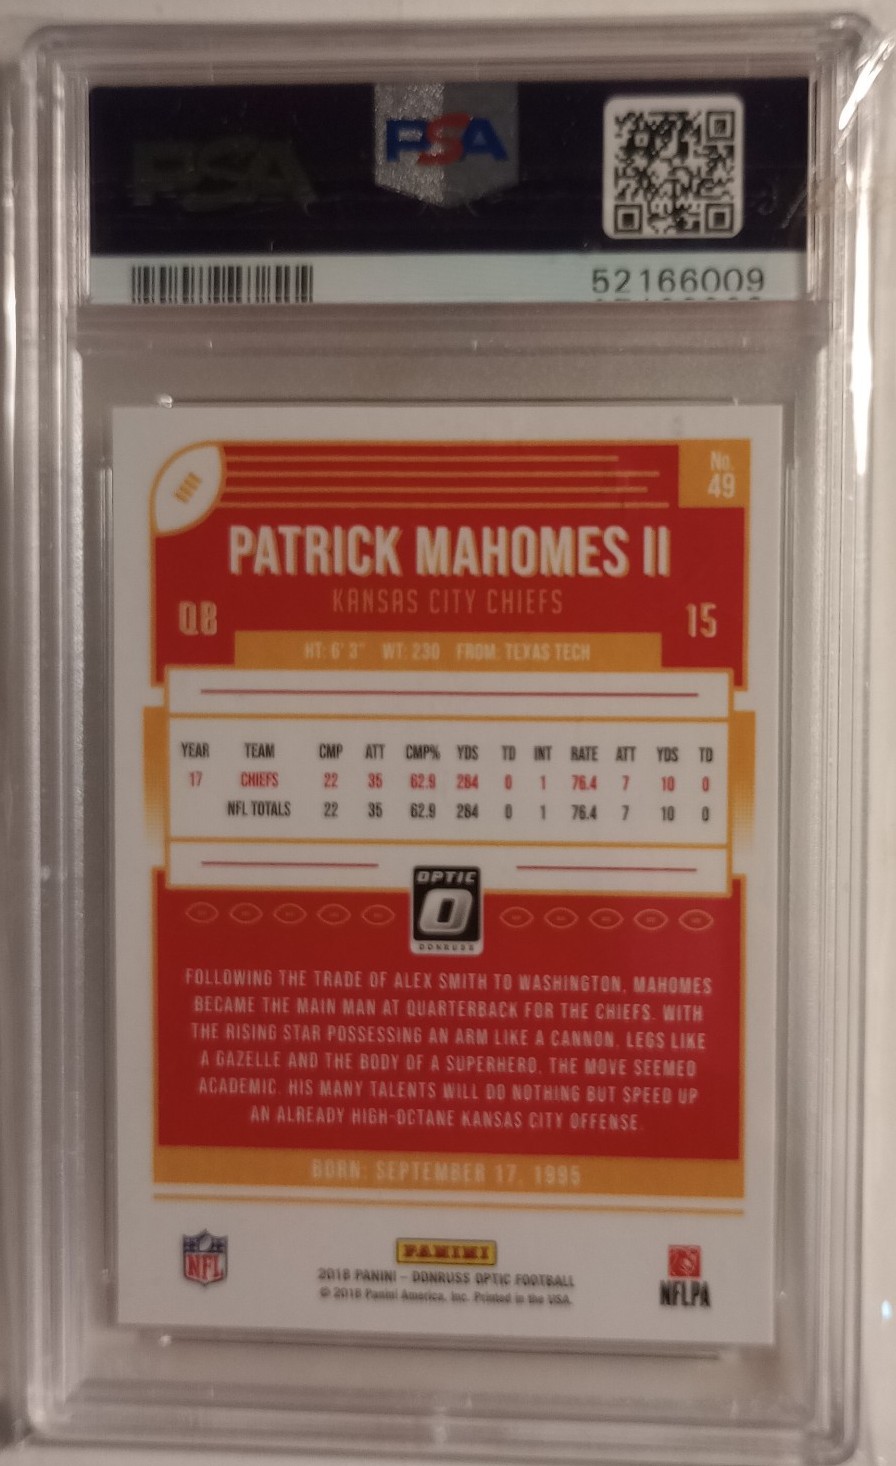 PSA
PSA
52166009
No.
49
PATRICK MAHOMES II
KANSAS CITY CHIEFS
QB
15
HT: 6' 3" WT: 230 FROM: TEXAS TECH
YEAR TEAM CMP ATT CMP% YDS TD INT RATE ATT YDS TD
17 CHIEFS 22 35 62.9 284 0 1 76.4 7 10 0
NFL TOTALS 22 35 62.9 284 0 1 76.4 7 10 0
OPTIC
O
DONRUSS
FOLLOWING THE TRADE OF ALEX SMITH TO WASHINGTON, MAHOMES
BECAME THE MAIN MAN AT QUARTERBACK FOR THE CHIEFS. WITH
THE RISING STAR POSSESSING AN ARM LIKE A CANNON, LEGS LIKE
A GAZELLE AND THE BODY OF A SUPERHERO, THE MOVE SEEMED
ACADEMIC. HIS MANY TALENTS WILL DO NOTHING BUT SPEED UP
AN ALREADY HIGH-OCTANE KANSAS CITY OFFENSE.
BORN: SEPTEMBER 17, 1995
NFL
PANINI
2018 PANINI – DONRUSS OPTIC FOOTBALL
© 2018 Panini America, Inc. Printed in the USA.
NFLPA